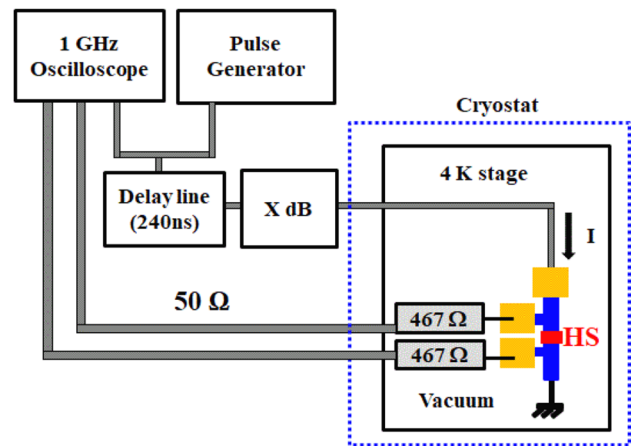 1 GHz
Oscilloscope
Pulse
Generator
Cryostat
Delay line
(240ns)
X dB
4 K stage
I
50 Ω
467 Ω
HS
467 Ω
Vacuum